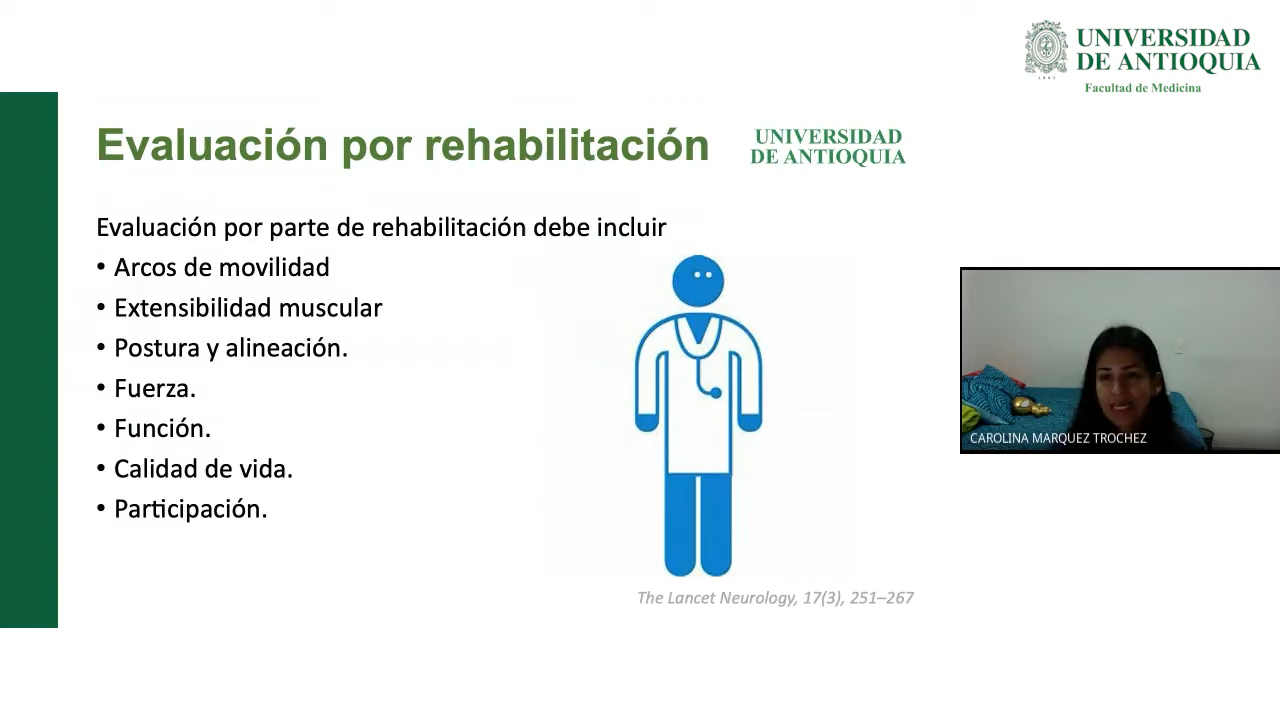 UNIVERSIDAD
DE ANTIOQUIA
1803
Facultad de Medicina
Evaluación por rehabilitación
UNIVERSIDAD
DE ANTIOQUIA
Evaluación por parte de rehabilitación debe incluir
• Arcos de movilidad
• Extensibilidad muscular
• Postura y alineación.
• Fuerza.
• Función.
• Calidad de vida.
• Participación.
CAROLINA MARQUEZ TROCHEZ
The Lancet Neurology, 17(3), 251–267